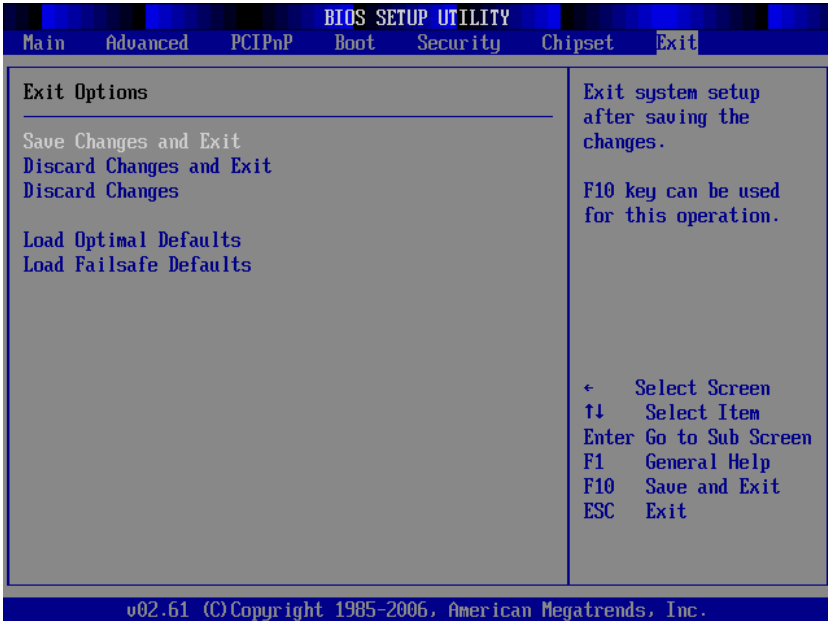 BIOS SETUP UTILITY
Main Advanced PCIPnP Boot Security Chipset Exit
Exit Options
Save Changes and Exit
Discard Changes and Exit
Discard Changes
Load Optimal Defaults
Load Failsafe Defaults
Exit system setup
after saving the
changes.
F10 key can be used
for this operation.
← Select Screen
↑↓ Select Item
Enter Go to Sub Screen
F1 General Help
F10 Save and Exit
ESC Exit
v02.61 (C)Copyright 1985-2006, American Megatrends, Inc.